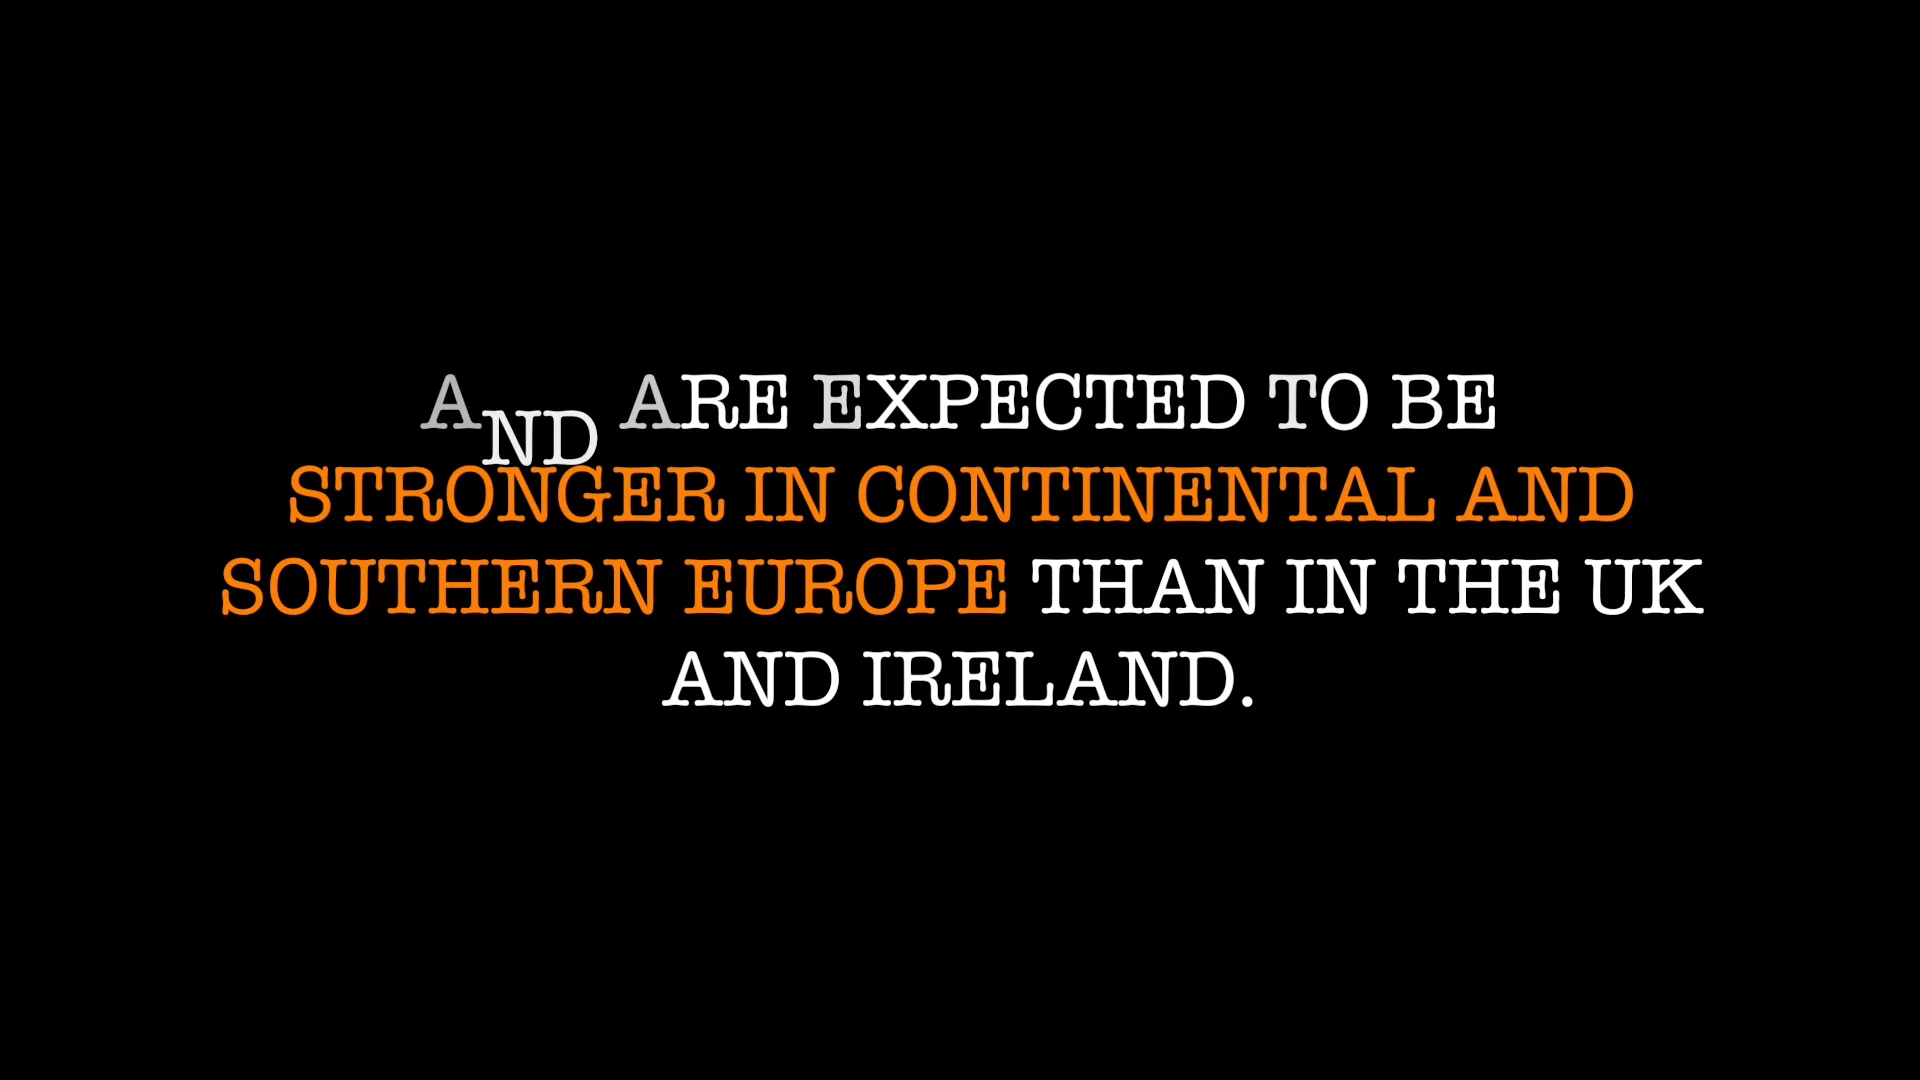 AND ARE EXPECTED TO BE
STRONGER IN CONTINENTAL AND
SOUTHERN EUROPE THAN IN THE UK
AND IRELAND.